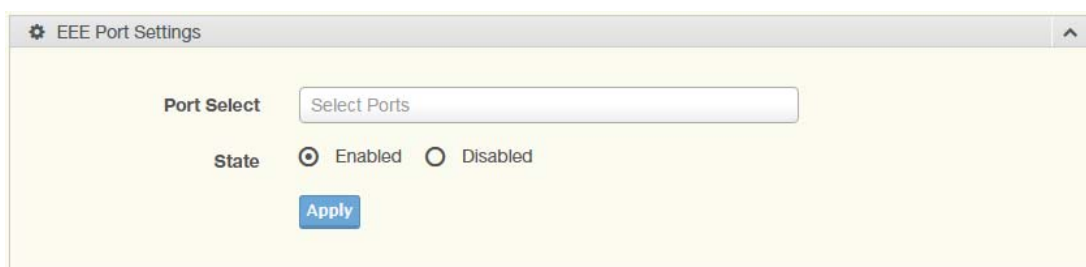 EEE Port Settings
Port Select Select Ports
State Enabled Disabled
Apply